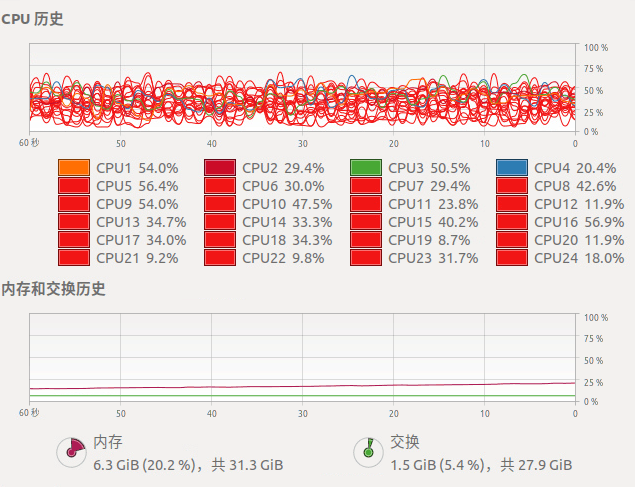 CPU 历史
100 %
75 %
50 %
25 %
0 %
60 秒 50 40 30 20 10 0
CPU1 54.0% CPU2 29.4% CPU3 50.5% CPU4 20.4%
CPU5 56.4% CPU6 30.0% CPU7 29.4% CPU8 42.6%
CPU9 54.0% CPU10 47.5% CPU11 23.8% CPU12 11.9%
CPU13 34.7% CPU14 33.3% CPU15 40.2% CPU16 56.9%
CPU17 34.0% CPU18 34.3% CPU19 8.7% CPU20 11.9%
CPU21 9.2% CPU22 9.8% CPU23 31.7% CPU24 18.0%
内存和交换历史
100 %
75 %
50 %
25 %
0 %
60 秒 50 40 30 20 10 0
内存 交换
6.3 GiB (20.2 %)，共 31.3 GiB 1.5 GiB (5.4 %)，共 27.9 GiB